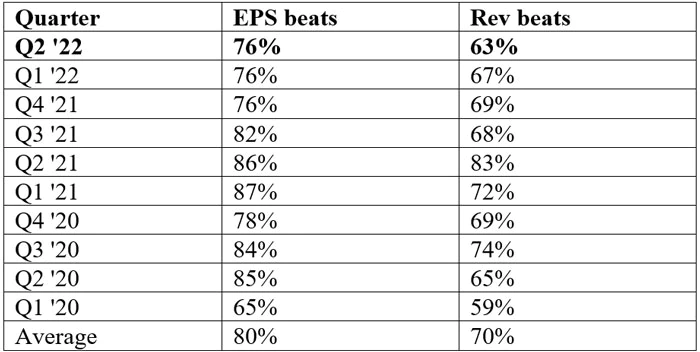 Quarter EPS beats Rev beats
Q2 '22 76% 63%
Q1 '22 76% 67%
Q4 '21 76% 69%
Q3 '21 82% 68%
Q2 '21 86% 83%
Q1 '21 87% 72%
Q4 '20 78% 69%
Q3 '20 84% 74%
Q2 '20 85% 65%
Q1 '20 65% 59%
Average 80% 70%